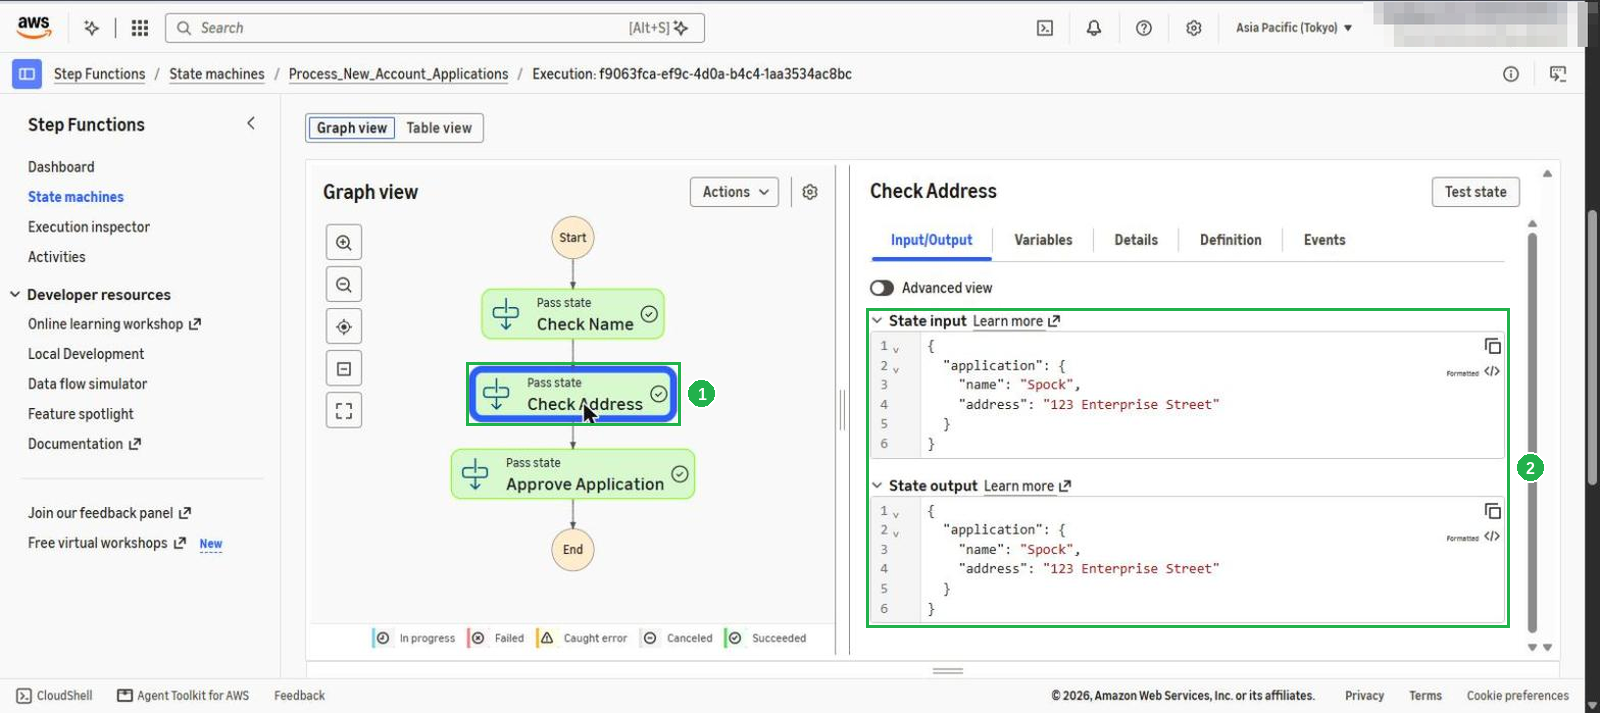 aws
Search
[Alt+S]
Asia Pacific (Tokyo)
Step Functions / State machines / Process_New_Account_Applications / Execution: f9063fca-ef9c-4d0a-b4c4-1aa3534ac8bc
Step Functions
Dashboard
State machines
Execution inspector
Activities
Developer resources
Online learning workshop
Local Development
Data flow simulator
Feature spotlight
Documentation
Join our feedback panel
Free virtual workshops New
Graph view Table view
Graph view
Actions
Start
Pass state
Check Name
Pass state
Check Address
1
Pass state
Approve Application
End
In progress Failed Caught error Canceled Succeeded
Check Address
Test state
Input/Output Variables Details Definition Events
Advanced view
State input Learn more
1 {
2 "application": {
3 "name": "Spock",
4 "address": "123 Enterprise Street"
5 }
6 }
Formatted </>
2
State output Learn more
1 {
2 "application": {
3 "name": "Spock",
4 "address": "123 Enterprise Street"
5 }
6 }
Formatted </>
CloudShell Agent Toolkit for AWS Feedback
© 2026, Amazon Web Services, Inc. or its affiliates. Privacy Terms Cookie preferences